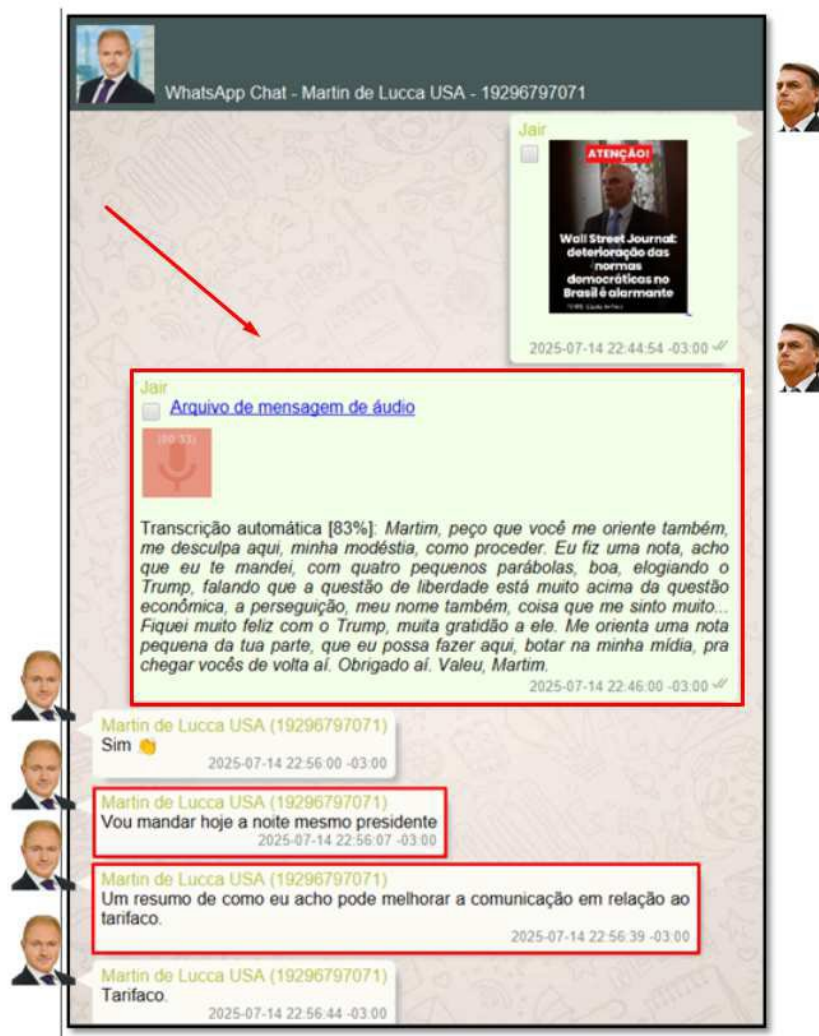 WhatsApp Chat - Martin de Lucca USA - 19296797071
Jair
ATENÇÃO!
Wall Street Journal:
deterioração das
normas
democráticas no
Brasil é alarmante
2025-07-14 22:44:54 -03:00
Jair
Arquivo de mensagem de áudio
(00:33)
Transcrição automática [83%]: Martim, peço que você me oriente também,
me desculpa aqui, minha modéstia, como proceder. Eu fiz uma nota, acho
que eu te mandei, com quatro pequenos parábolas, boa, elogiando o
Trump, falando que a questão de liberdade está muito acima da questão
econômica, a perseguição, meu nome também, coisa que me sinto muito...
Fiquei muito feliz com o Trump, muita gratidão a ele. Me orienta uma nota
pequena da tua parte, que eu possa fazer aqui, botar na minha mídia, pra
chegar vocês de volta aí. Obrigado aí. Valeu, Martim.
2025-07-14 22:46:00 -03:00
Martin de Lucca USA (19296797071)
Sim 👏
2025-07-14 22:56:00 -03:00
Martin de Lucca USA (19296797071)
Vou mandar hoje a noite mesmo presidente
2025-07-14 22:56:07 -03:00
Martin de Lucca USA (19296797071)
Um resumo de como eu acho pode melhorar a comunicação em relação ao
tarifaco.
2025-07-14 22:56:39 -03:00
Martin de Lucca USA (19296797071)
Tarifaco.
2025-07-14 22:56:44 -03:00